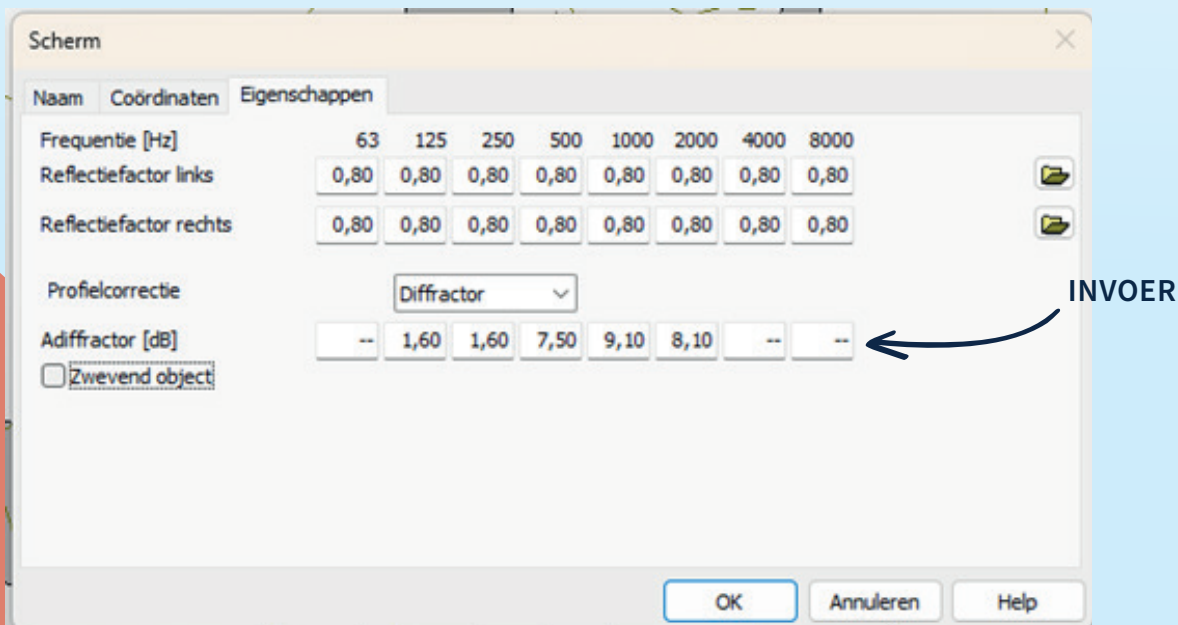 Scherm
Naam Coördinaten Eigenschappen
Frequentie [Hz] 63 125 250 500 1000 2000 4000 8000
Reflectiefactor links 0,80 0,80 0,80 0,80 0,80 0,80 0,80 0,80
Reflectiefactor rechts 0,80 0,80 0,80 0,80 0,80 0,80 0,80 0,80
Profielcorrectie Diffractor
INVOER
Adiffractor [dB] -- 1,60 1,60 7,50 9,10 8,10 -- --
Zwevend object
OK Annuleren Help